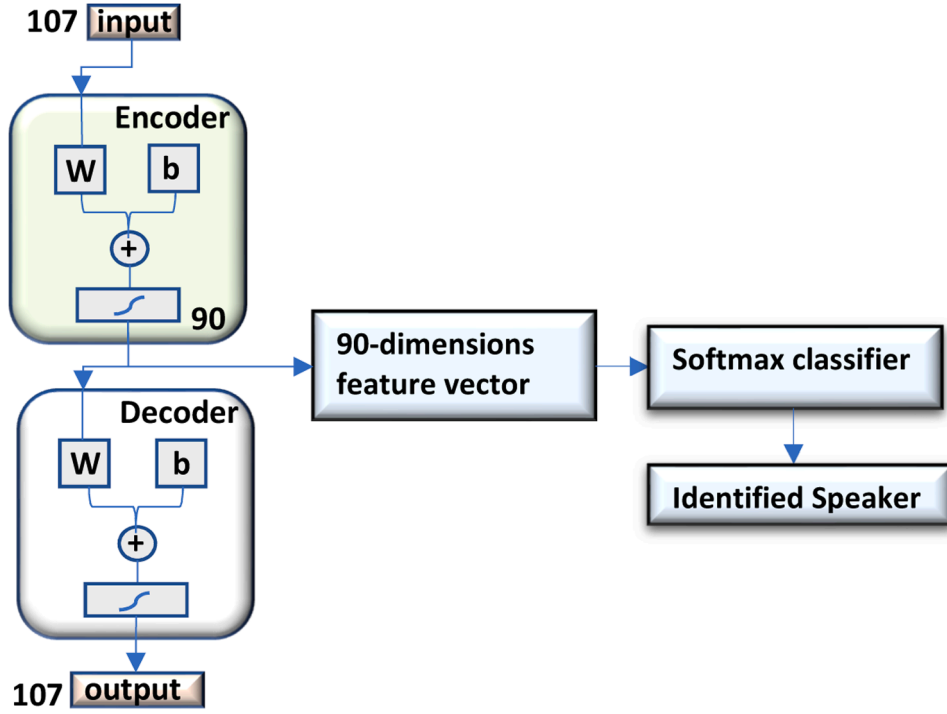 107 input
Encoder
W b
+
90
90-dimensions
feature vector
Softmax classifier
Identified Speaker
Decoder
W b
+
107 output